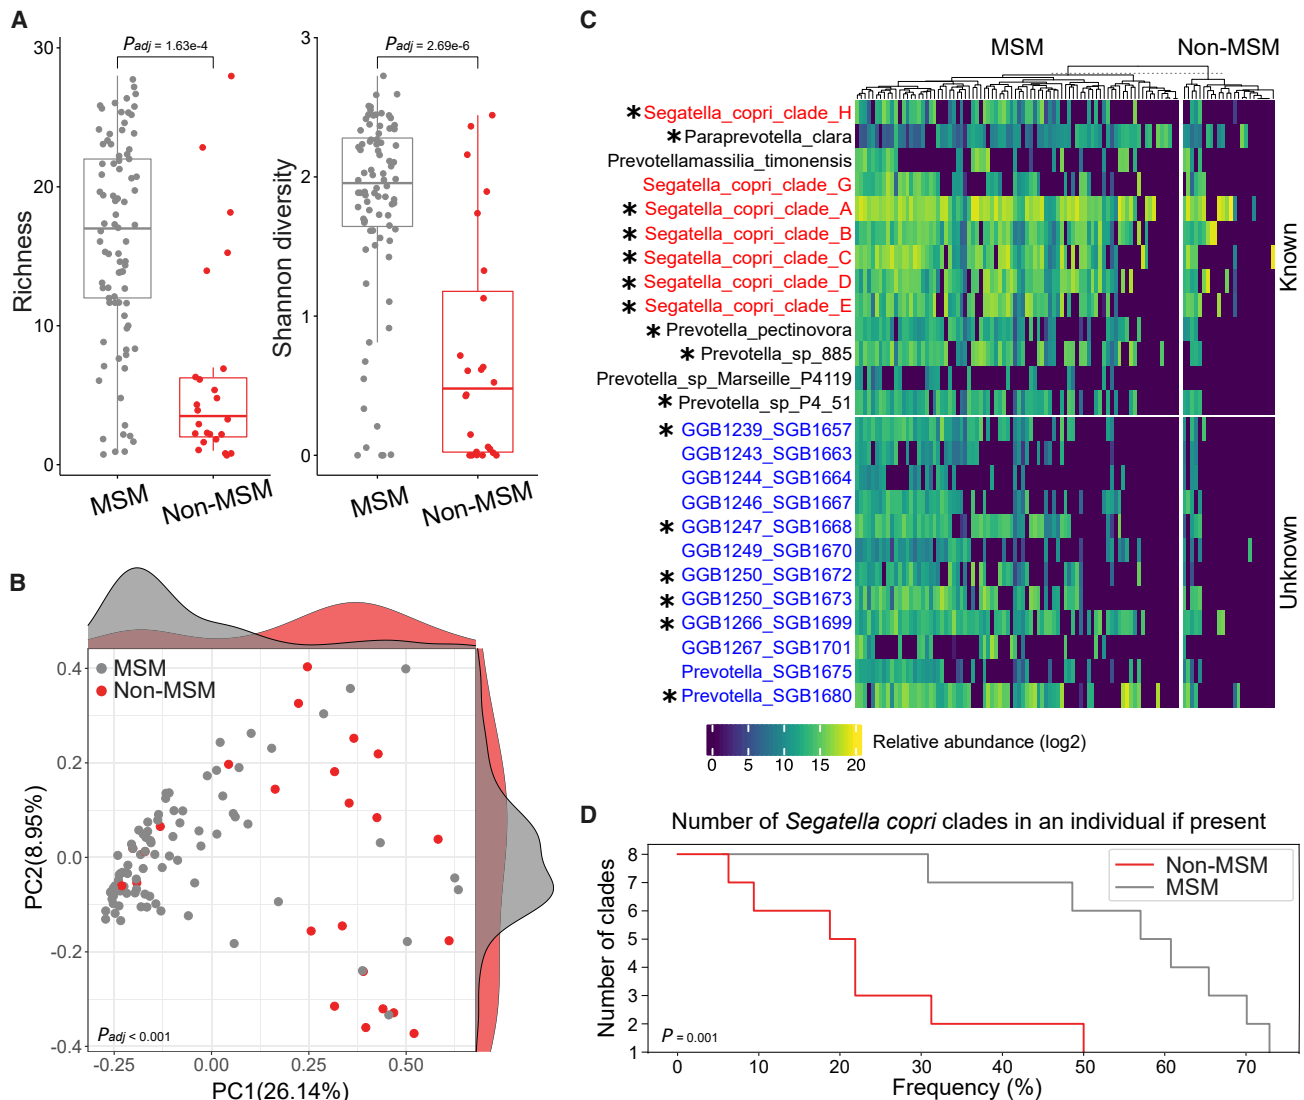 A
Padj = 1.63e-4
Richness
30
20
10
0
MSM
Non-MSM
Padj = 2.69e-6
Shannon diversity
3
2
1
0
MSM
Non-MSM
B
MSM
Non-MSM
PC2(8.95%)
0.4
0.2
0.0
-0.2
-0.4
Padj < 0.001
-0.25
0.00
0.25
0.50
PC1(26.14%)
C
MSM
Non-MSM
*Segatella_copri_clade_H
*Paraprevotella_clara
Prevotellamassilia_timonensis
Segatella_copri_clade_G
* Segatella_copri_clade_A
* Segatella_copri_clade_B
* Segatella_copri_clade_C
* Segatella_copri_clade_D
* Segatella_copri_clade_E
* Prevotella_pectinovora
* Prevotella_sp_885
Prevotella_sp_Marseille_P4119
* Prevotella_sp_P4_51
Known
* GGB1239_SGB1657
GGB1243_SGB1663
GGB1244_SGB1664
GGB1246_SGB1667
* GGB1247_SGB1668
GGB1249_SGB1670
* GGB1250_SGB1672
* GGB1250_SGB1673
* GGB1266_SGB1699
GGB1267_SGB1701
Prevotella_SGB1675
* Prevotella_SGB1680
Unknown
0 5 10 15 20
Relative abundance (log2)
D
Number of Segatella copri clades in an individual if present
Number of clades
8
7
6
5
4
3
2
1
Non-MSM
MSM
P = 0.001
0 10 20 30 40 50 60 70
Frequency (%)